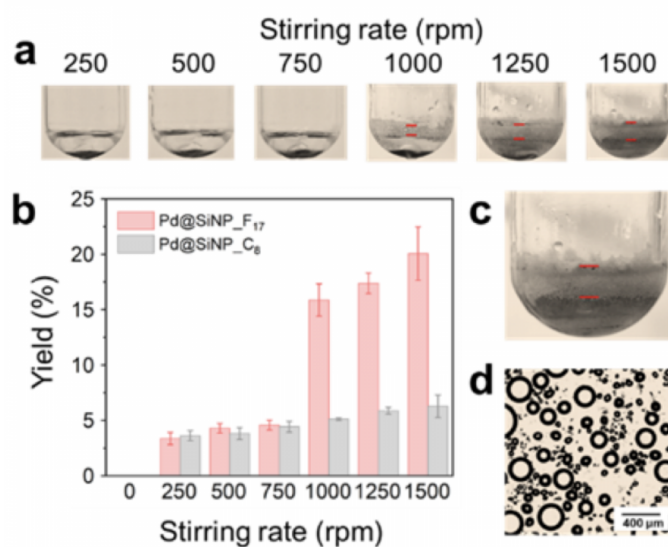 Stirring rate (rpm)
a
250 500 750 1000 1250 1500
b
25
20
15
10
5
0
Yield (%)
Pd@SiNP_F₁₇
Pd@SiNP_C₈
0 250 500 750 1000 1250 1500
Stirring rate (rpm)
c
d
400 µm